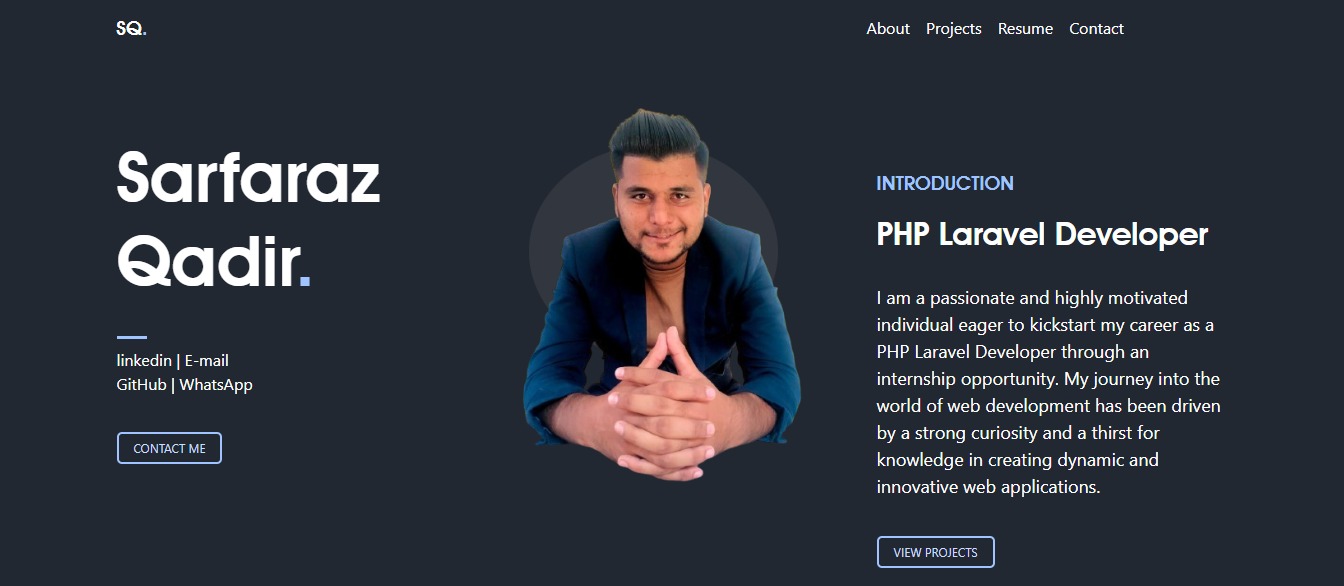 SQ.
About Projects Resume Contact
Sarfaraz
Qadir.
linkedin | E-mail
GitHub | WhatsApp
CONTACT ME
INTRODUCTION
PHP Laravel Developer
I am a passionate and highly motivated
individual eager to kickstart my career as a
PHP Laravel Developer through an
internship opportunity. My journey into the
world of web development has been driven
by a strong curiosity and a thirst for
knowledge in creating dynamic and
innovative web applications.
VIEW PROJECTS